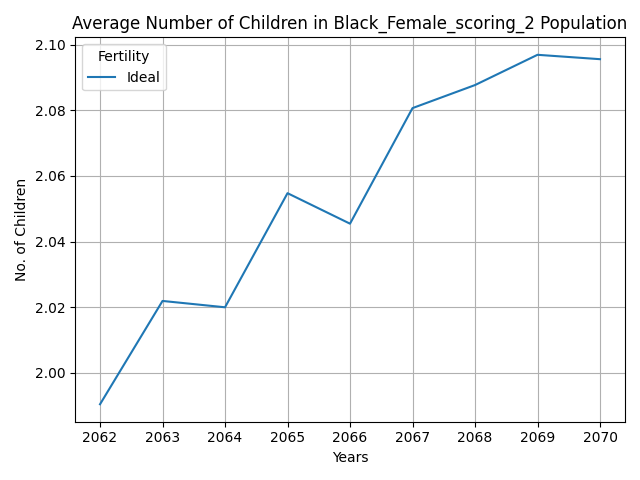 Average Number of Children in Black_Female_scoring_2 Population
Fertility
Ideal
2.10
2.08
2.06
2.04
2.02
2.00
No. of Children
2062 2063 2064 2065 2066 2067 2068 2069 2070
Years